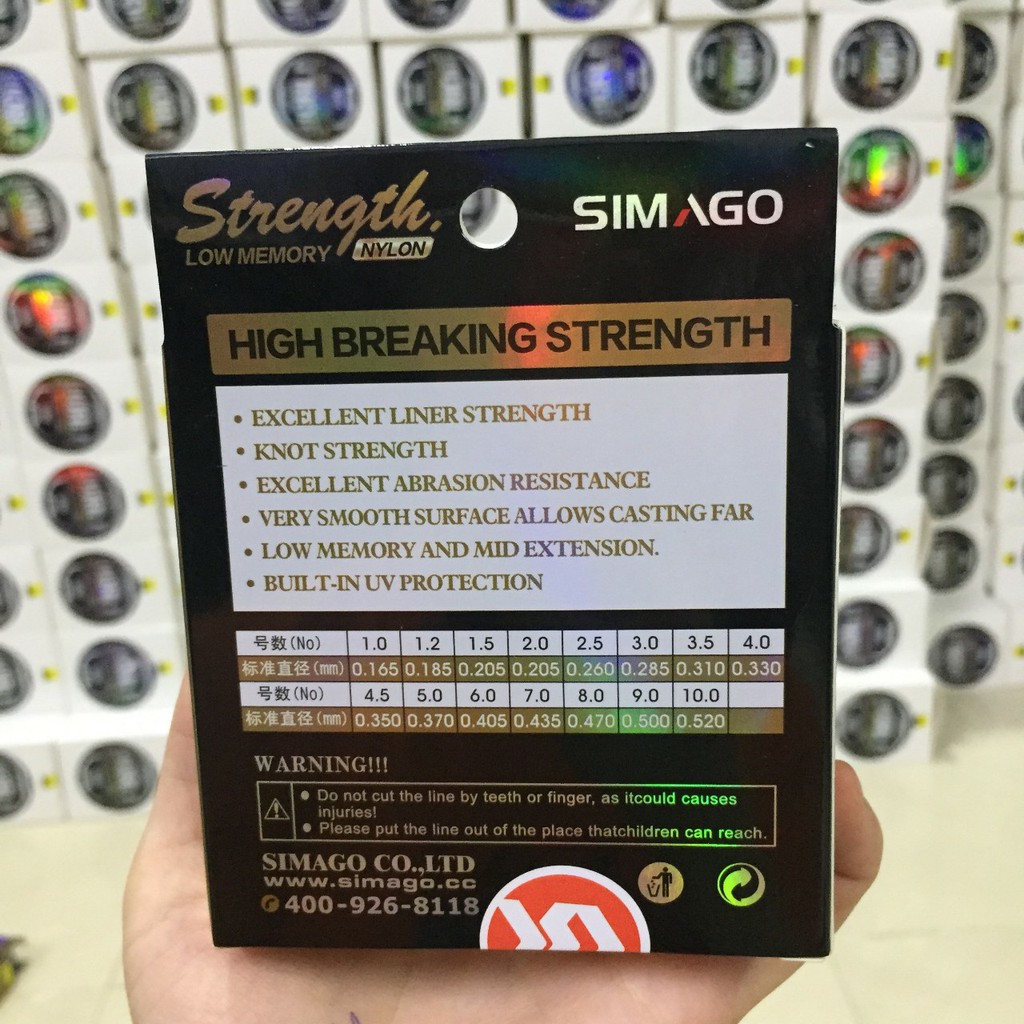 Strength.
LOW MEMORY NYLON
SIMAGO
HIGH BREAKING STRENGTH
• EXCELLENT LINER STRENGTH
• KNOT STRENGTH
• EXCELLENT ABRASION RESISTANCE
• VERY SMOOTH SURFACE ALLOWS CASTING FAR
• LOW MEMORY AND MID EXTENSION.
• BUILT-IN UV PROTECTION
号数(No) 1.0 1.2 1.5 2.0 2.5 3.0 3.5 4.0
标准直径(mm) 0.165 0.185 0.205 0.205 0.260 0.285 0.310 0.330
号数(No) 4.5 5.0 6.0 7.0 8.0 9.0 10.0
标准直径(mm) 0.350 0.370 0.405 0.435 0.470 0.500 0.520
WARNING!!!
• Do not cut the line by teeth or finger, as itcould causes
injuries!
• Please put the line out of the place thatchildren can reach.
SIMAGO CO.,LTD
www.simago.cc
400-926-8118